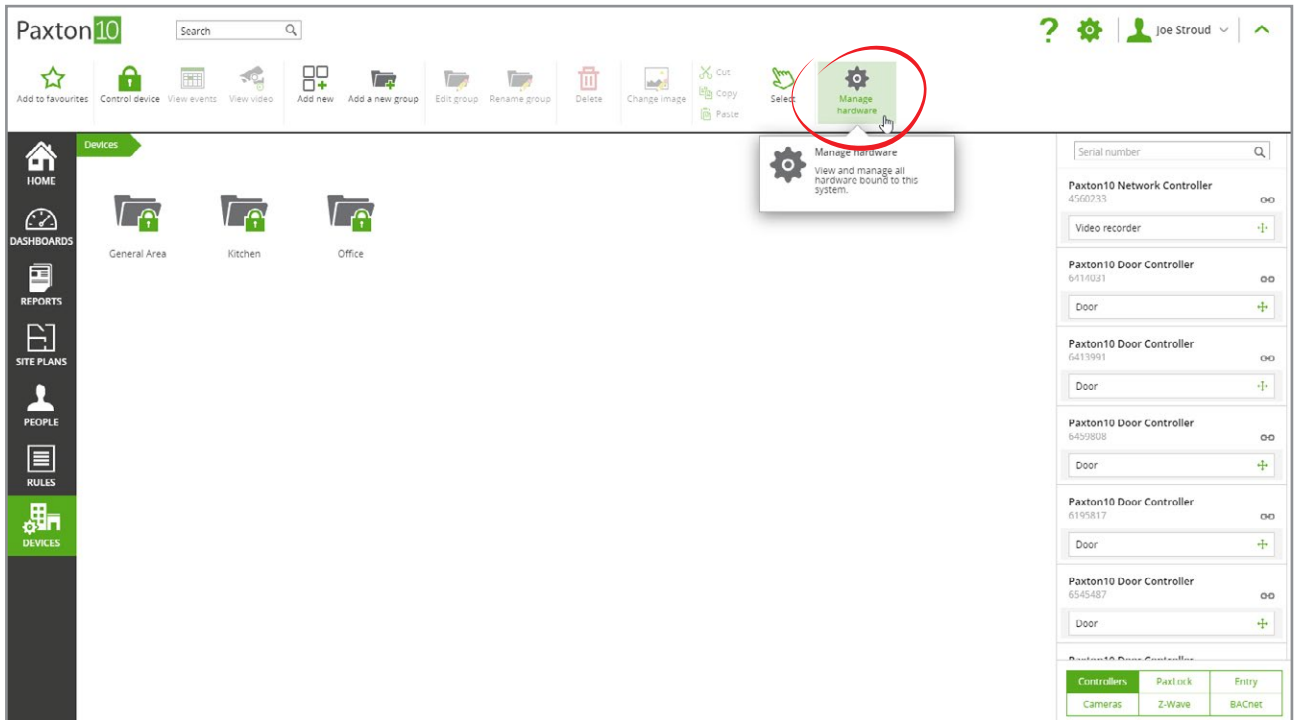 Paxton10
Search
?
Joe Stroud
Add to favourites
Control device
View events
View video
Add new
Add a new group
Edit group
Rename group
Delete
Change image
Cut
Copy
Paste
Select
Manage
hardware
HOME
DASHBOARDS
REPORTS
SITE PLANS
PEOPLE
RULES
DEVICES
Devices
General Area
Kitchen
Office
Manage hardware
View and manage all
hardware bound to this
system.
Serial number
Paxton10 Network Controller
4560233
Video recorder
Paxton10 Door Controller
6414031
Door
Paxton10 Door Controller
6413991
Door
Paxton10 Door Controller
6459808
Door
Paxton10 Door Controller
6195817
Door
Paxton10 Door Controller
6545487
Door
Paxton10 Door Controller
Controllers
PaxLock
Entry
Cameras
Z-Wave
BACnet